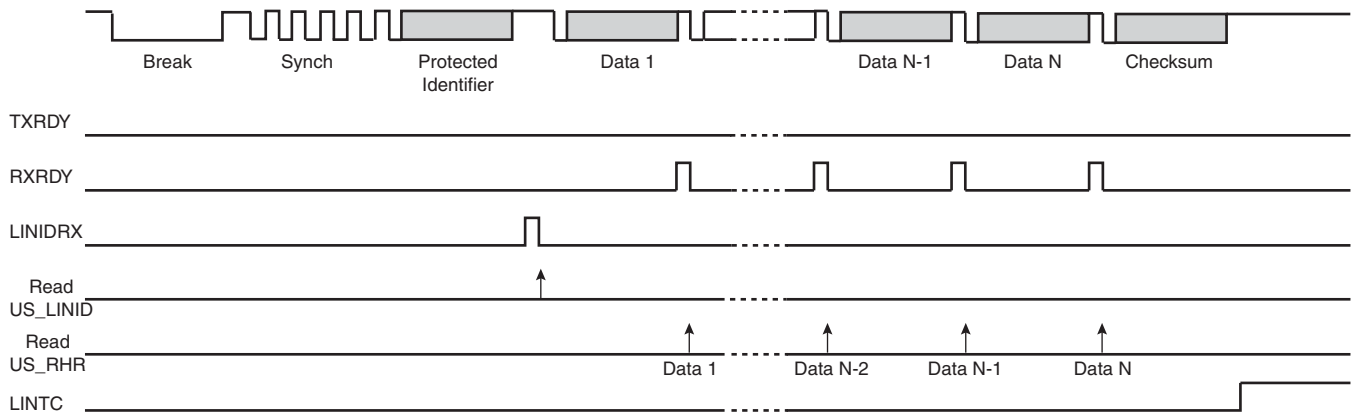 Break Synch Protected Data 1 Data N-1 Data N Checksum
Identifier
TXRDY
RXRDY
LINIDRX
Read
US_LINID
Read
US_RHR
Data 1 Data N-2 Data N-1 Data N
LINTC